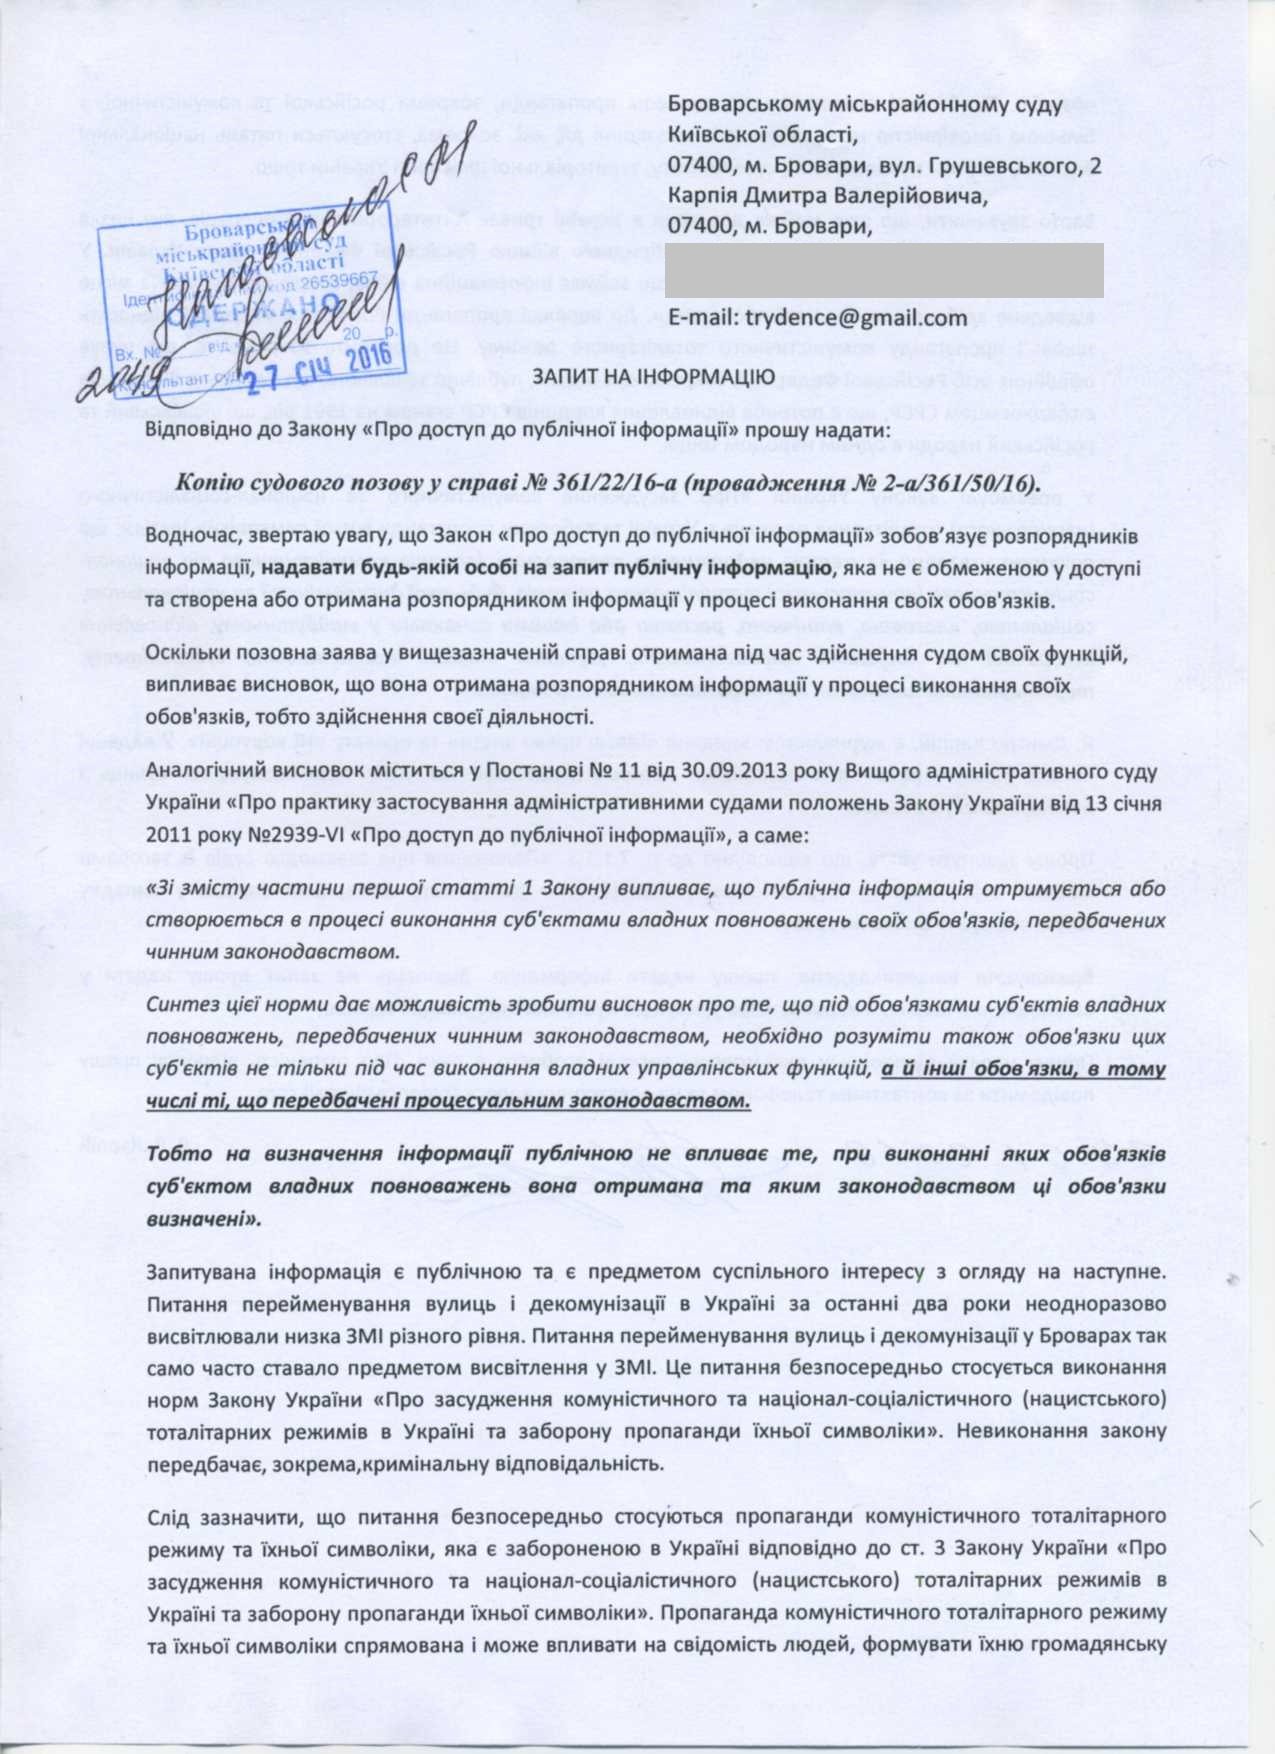 Броварському міськрайонному суду
Київської області,
07400, м. Бровари, вул. Грушевського, 2
Карпія Дмитра Валерійовича,
07400, м. Бровари,
E-mail: trydence@gmail.com
Броварський
міськрайонний суд
Київської області
Ідентифікаційний код 26539667
ОДЕРЖАНО
Вх. № від 20 р.
2049
Консультант суду
27 СІЧ 2016
ЗАПИТ НА ІНФОРМАЦІЮ
Відповідно до Закону «Про доступ до публічної інформації» прошу надати:
Копію судового позову у справі № 361/22/16-а (провадження № 2-а/361/50/16).
Водночас, звертаю увагу, що Закон «Про доступ до публічної інформації» зобов’язує розпорядників
інформації, надавати будь-якій особі на запит публічну інформацію, яка не є обмеженою у доступі
та створена або отримана розпорядником інформації у процесі виконання своїх обов'язків.
Оскільки позовна заява у вищезазначеній справі отримана під час здійснення судом своїх функцій,
випливає висновок, що вона отримана розпорядником інформації у процесі виконання своїх
обов'язків, тобто здійснення своєї діяльності.
Аналогічний висновок міститься у Постанові № 11 від 30.09.2013 року Вищого адміністративного суду
України «Про практику застосування адміністративними судами положень Закону України від 13 січня
2011 року №2939-VI «Про доступ до публічної інформації», а саме:
«Зі змісту частини першої статті 1 Закону випливає, що публічна інформація отримується або
створюється в процесі виконання суб'єктами владних повноважень своїх обов'язків, передбачених
чинним законодавством.
Синтез цієї норми дає можливість зробити висновок про те, що під обов'язками суб'єктів владних
повноважень, передбачених чинним законодавством, необхідно розуміти також обов'язки цих
суб'єктів не тільки під час виконання владних управлінських функцій, а й інші обов'язки, в тому
числі ті, що передбачені процесуальним законодавством.
Тобто на визначення інформації публічною не впливає те, при виконанні яких обов'язків
суб'єктом владних повноважень вона отримана та яким законодавством ці обов'язки
визначені».
Запитувана інформація є публічною та є предметом суспільного інтересу з огляду на наступне.
Питання перейменування вулиць і декомунізації в Україні за останні два роки неодноразово
висвітлювали низка ЗМІ різного рівня. Питання перейменування вулиць і декомунізації у Броварах так
само часто ставало предметом висвітлення у ЗМІ. Це питання безпосередньо стосується виконання
норм Закону України «Про засудження комуністичного та націонал-соціалістичного (нацистського)
тоталітарних режимів в Україні та заборону пропаганди їхньої символіки». Невиконання закону
передбачає, зокрема,кримінальну відповідальність.
Слід зазначити, що питання безпосередньо стосуються пропаганди комуністичного тоталітарного
режиму та їхньої символіки, яка є забороненою в Україні відповідно до ст. 3 Закону України «Про
засудження комуністичного та націонал-соціалістичного (нацистського) тоталітарних режимів в
Україні та заборону пропаганди їхньої символіки». Пропаганда комуністичного тоталітарного режиму
та їхньої символіки спрямована і може впливати на свідомість людей, формувати їхню громадянську